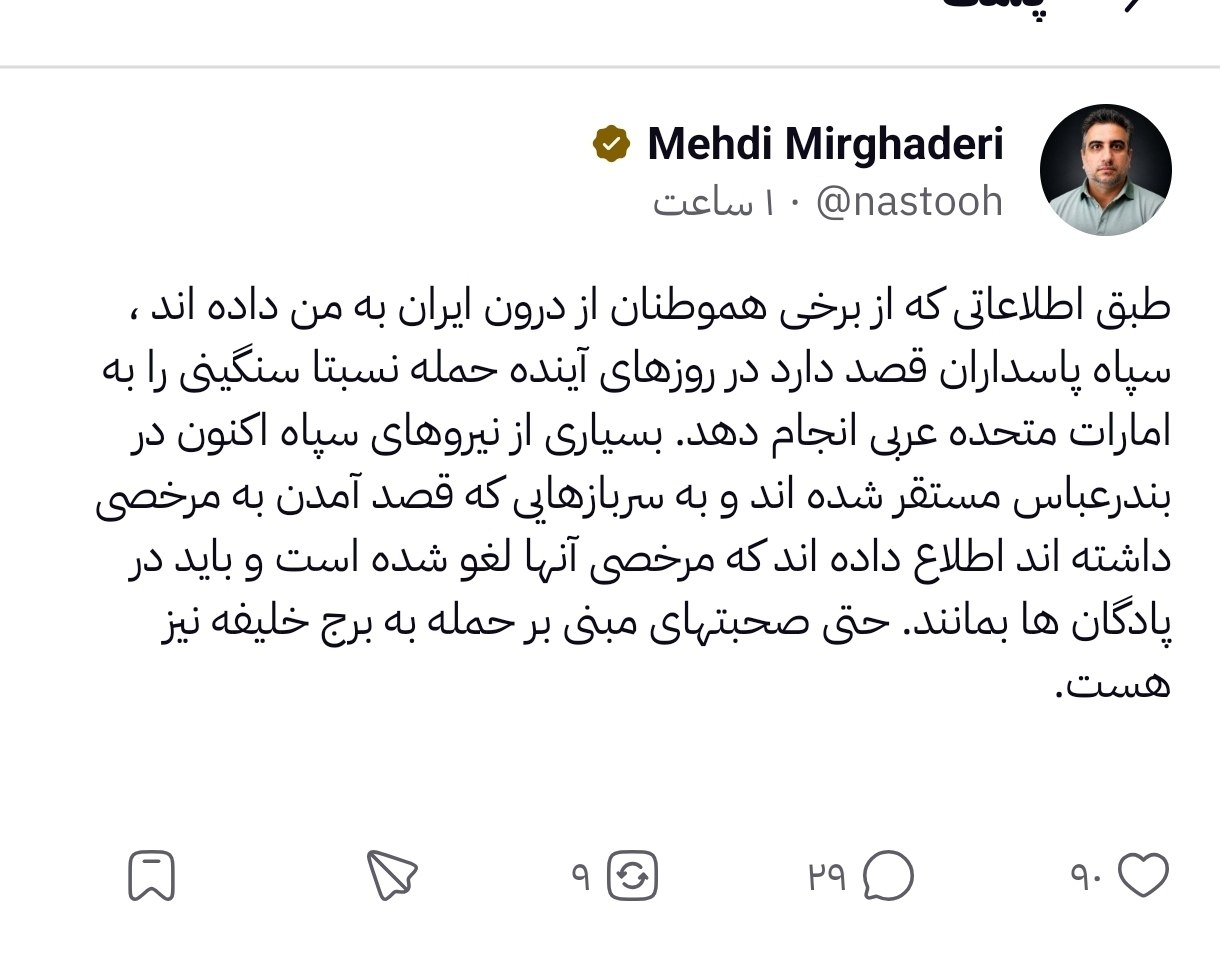 پست
Mehdi Mirghaderi
@nastooh · ۱ ساعت
طبق اطلاعاتی که از برخی هموطنان از درون ایران به من داده اند ،
سپاه پاسداران قصد دارد در روزهای آینده حمله نسبتا سنگینی را به
امارات متحده عربی انجام دهد. بسیاری از نیروهای سپاه اکنون در
بندرعباس مستقر شده اند و به سربازهایی که قصد آمدن به مرخصی
داشته اند اطلاع داده اند که مرخصی آنها لغو شده است و باید در
پادگان ها بمانند. حتی صحبتهای مبنی بر حمله به برج خلیفه نیز
هست.
۹۰ ۲۹ ۹